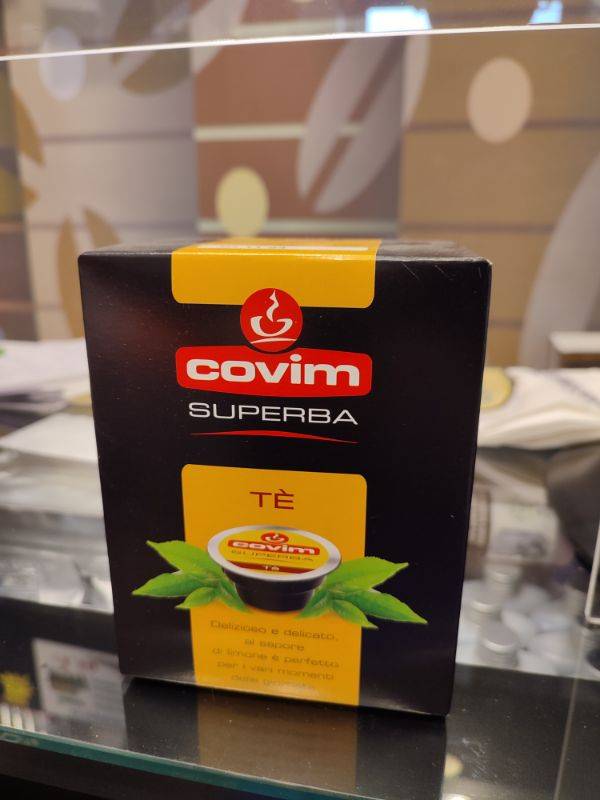 covim
SUPERBA
TÈ
covim
SUPERBA
Tè
Delizioso e delicato,
al sapore
di limone è perfetto
per i vari momenti
della giornata